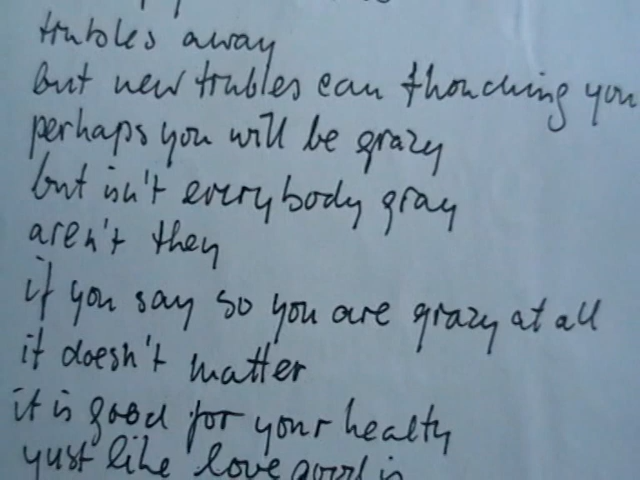 trubles away
but new trubles can thouching you
perhaps you will be grazy
but isn't everybody gray
aren't they
if you say so you are grazy at all
it doesn't matter
it is good for your healty
yust like love good is